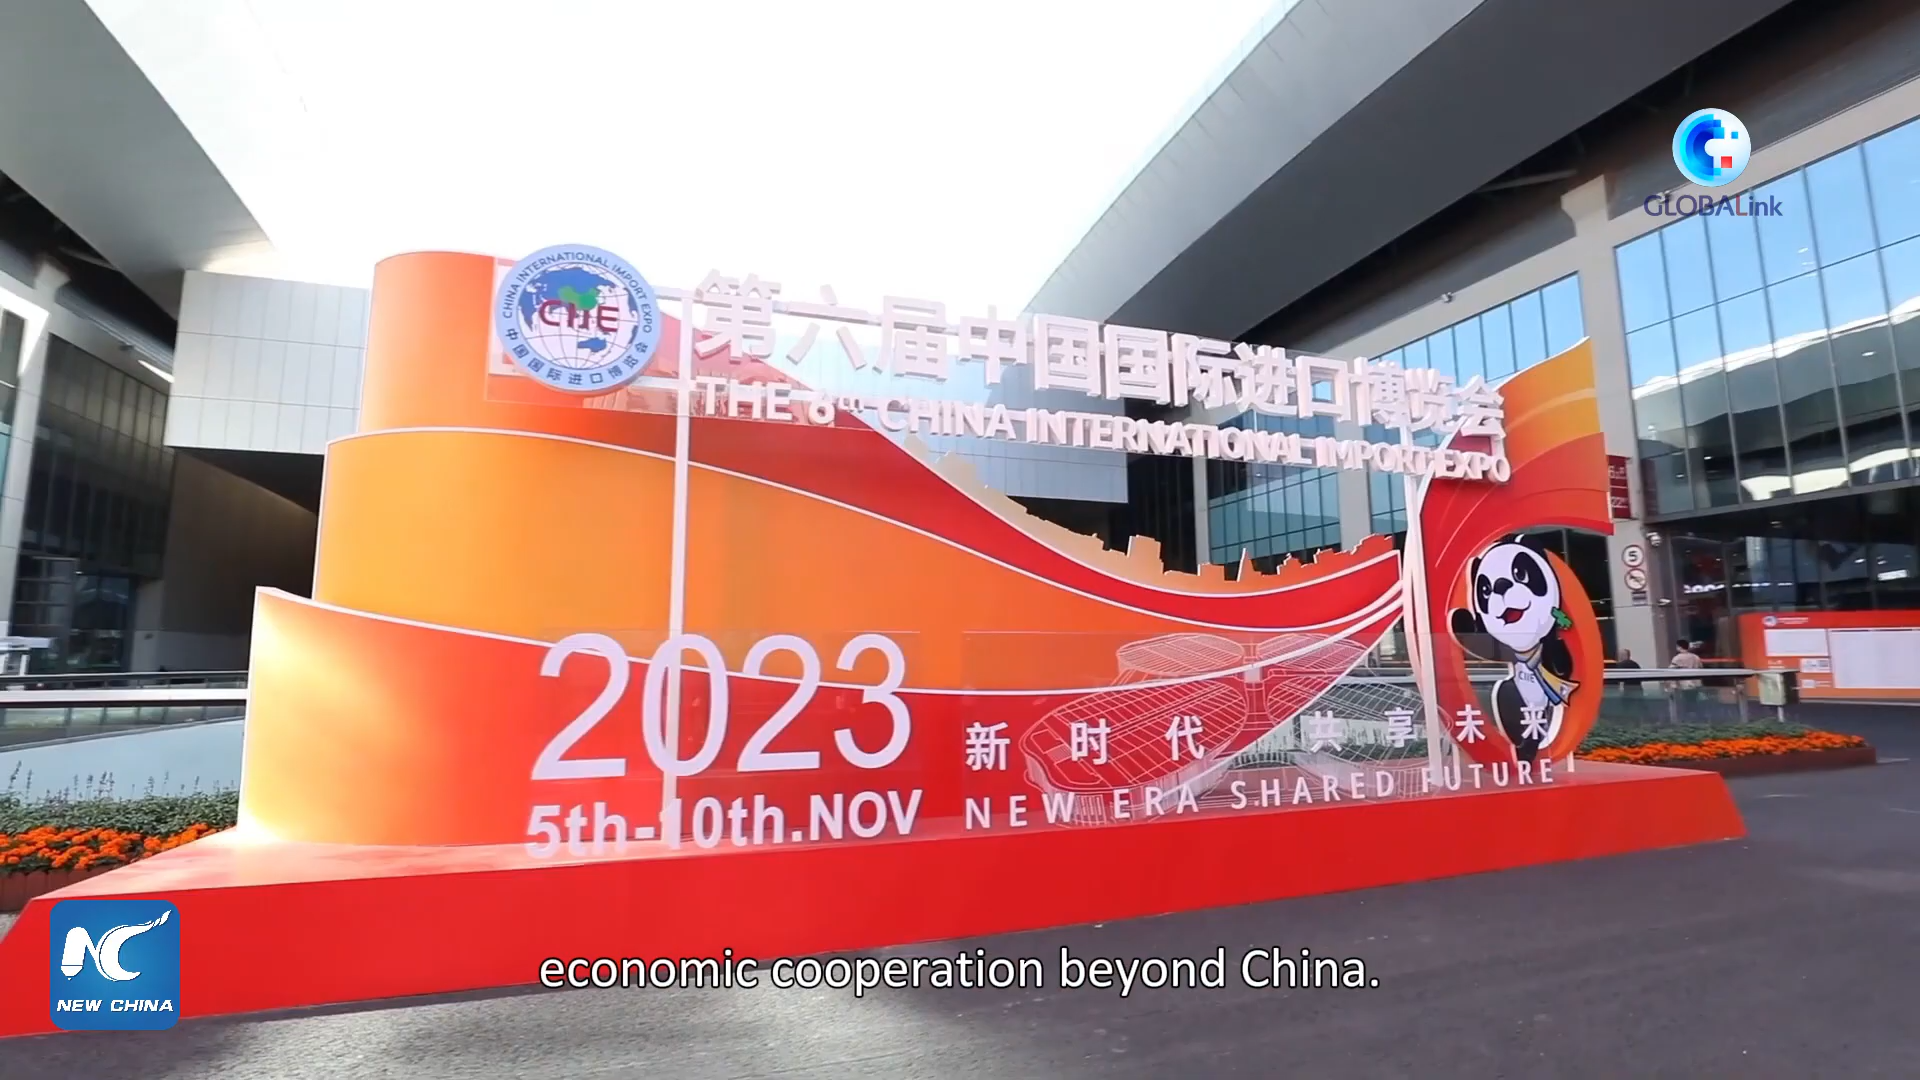 GLOBALink
CHINA INTERNATIONAL IMPORT EXPO
CIIE
中国国际进口博览会
第六届中国国际进口博览会
THE 6th CHINA INTERNATIONAL IMPORT EXPO
CIIE
2023
新时代 共享未来
5th-10th.NOV
NEW ERA SHARED FUTURE
5
economic cooperation beyond China.
NEW CHINA